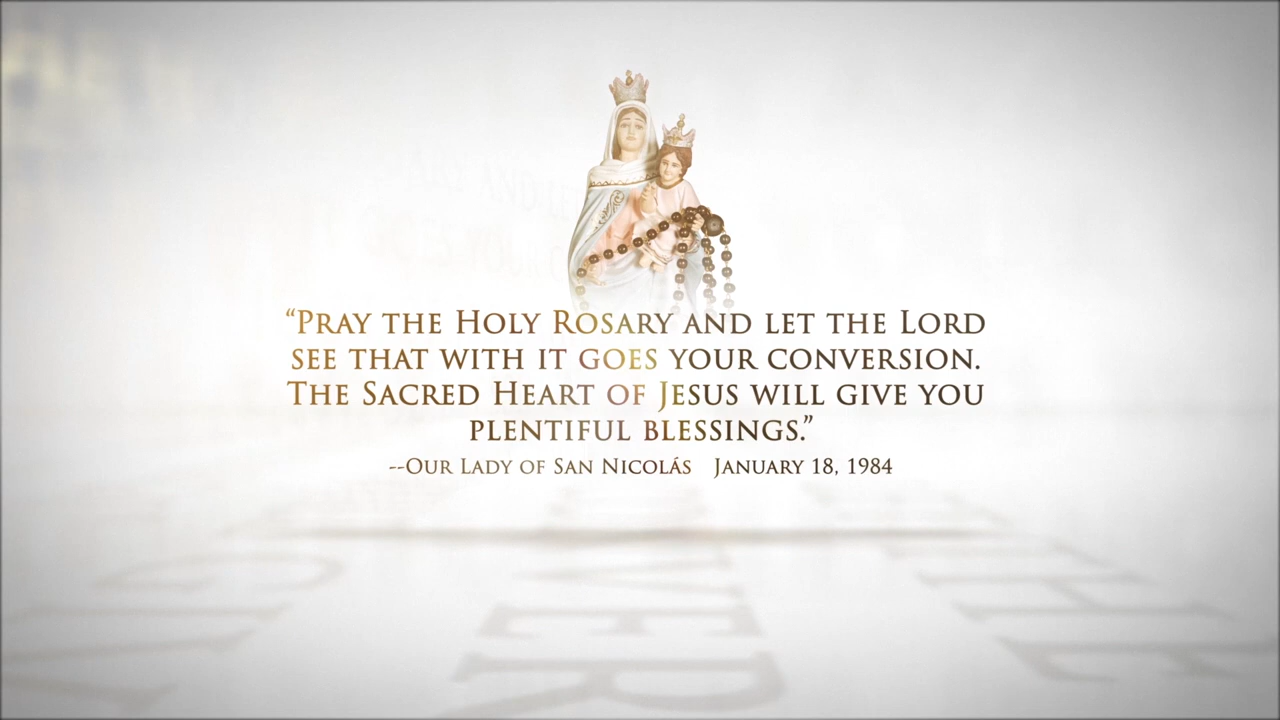 “Pray the Holy Rosary and let the Lord
see that with it goes your conversion.
The Sacred Heart of Jesus will give you
plentiful blessings.”
--Our Lady of San Nicolás January 18, 1984